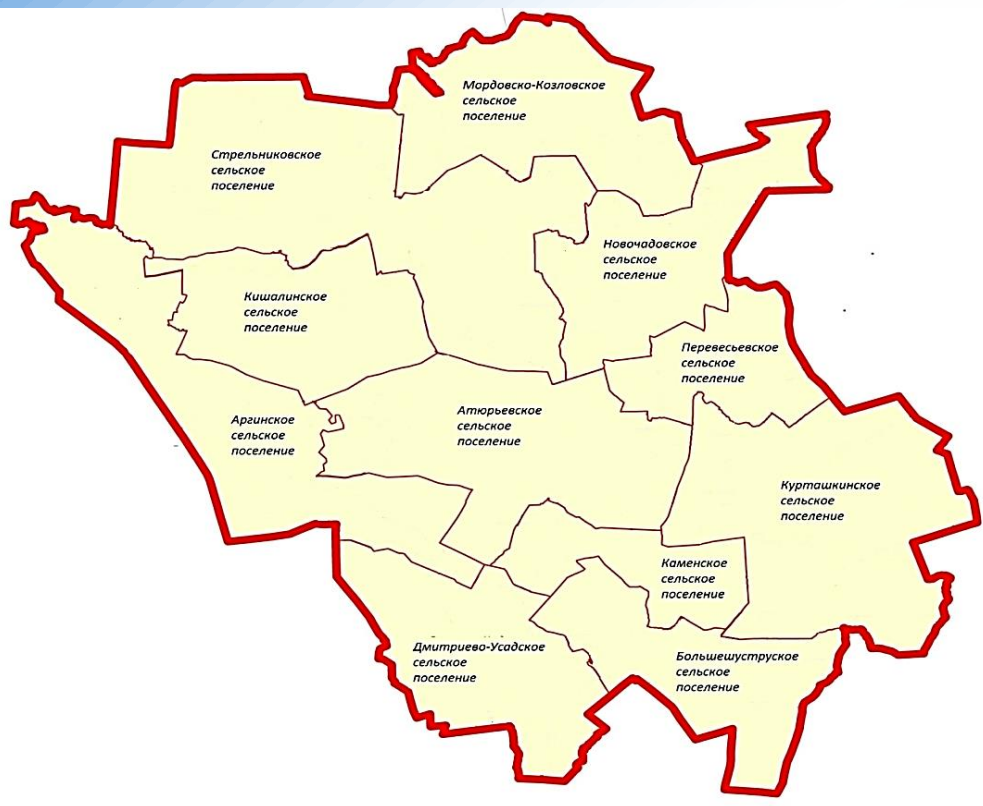 Мордовско-Козловское
сельское
поселение
Стрельниковское
сельское
поселение
Новочадовское
сельское
поселение
Кишалинское
сельское
поселение
Перевесьевское
сельское
поселение
Аргинское
сельское
поселение
Атюрьевское
сельское
поселение
Курташкинское
сельское
поселение
Каменское
сельское
поселение
Дмитриево-Усадское
сельское
поселение
Большешуструское
сельское
поселение